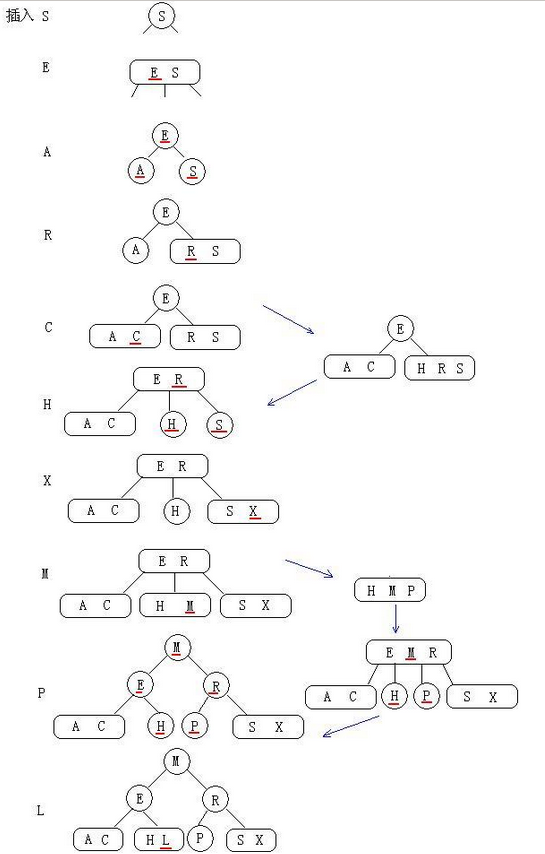 插入 S
S
E
E S
A
E
A S
R
E
A R S
C
E
A C R S
E
A C H R S
H
E R
A C H S
X
E R
A C H S X
M
E R
A C H M S X
H M P
E M R
A C H P S X
P
M
E R
A C H P S X
L
M
E R
A C H L P S X